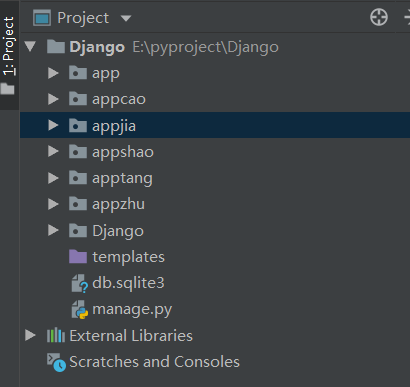 1: Project
Project
Django E:\pyproject\Django
app
appcao
appjia
appshao
apptang
appzhu
Django
templates
db.sqlite3
manage.py
External Libraries
Scratches and Consoles